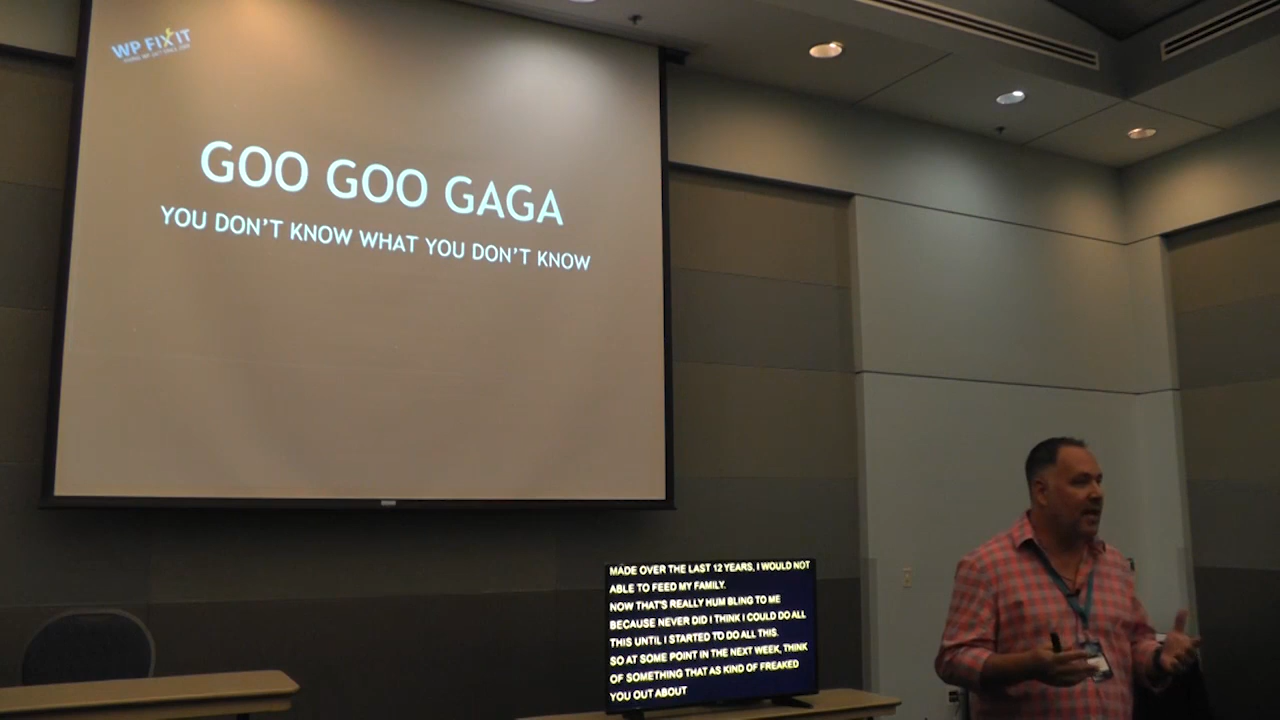 WP FIXIT
GOO GOO GAGA
YOU DON'T KNOW WHAT YOU DON'T KNOW
MADE OVER THE LAST 12 YEARS, I WOULD NOT
ABLE TO FEED MY FAMILY.
NOW THAT'S REALLY HUM BLING TO ME
BECAUSE NEVER DID I THINK I COULD DO ALL
THIS UNTIL I STARTED TO DO ALL THIS.
SO AT SOME POINT IN THE NEXT WEEK, THINK
OF SOMETHING THAT AS KIND OF FREAKED
YOU OUT ABOUT